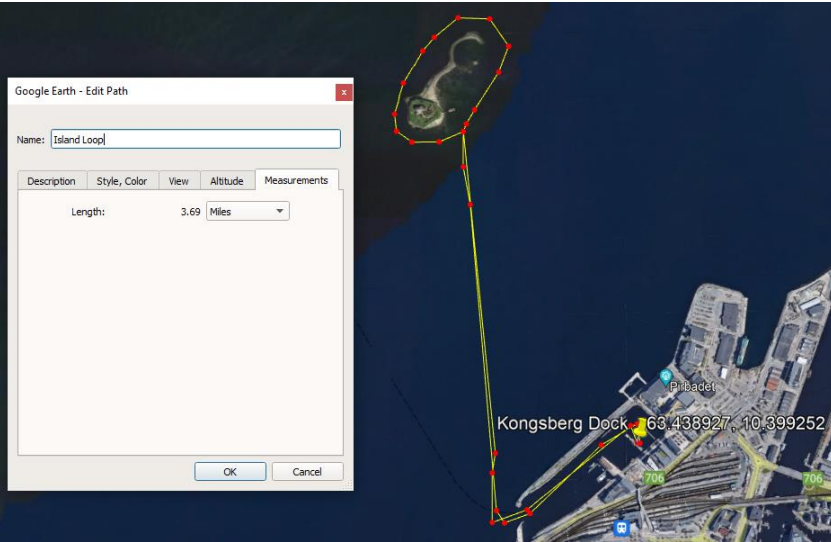 Google Earth - Edit Path
x
Name: Island Loop
Description Style, Color View Altitude Measurements
Length: 3.69 Miles
OK Cancel
Pirbadet
Kongsberg Dock - 63.438927, 10.399252
706
706